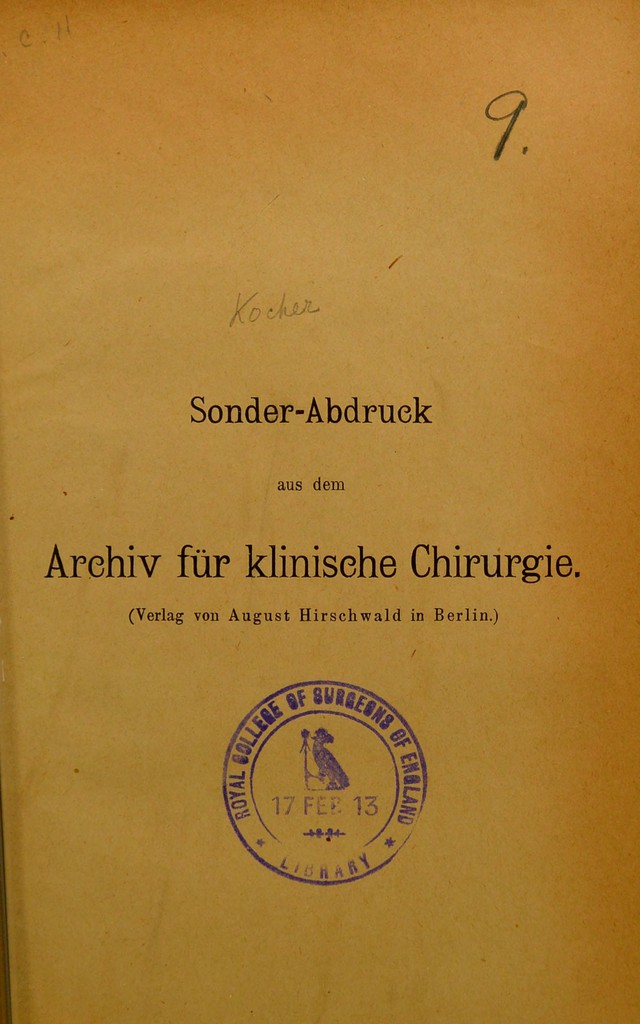 9.
Kocher
Sonder-Abdruck
aus dem
Archiv für klinische Chirurgie.
(Verlag von August Hirschwald in Berlin.)
ROYAL COLLEGE OF SURGEONS OF ENGLAND
17 FEB 13
* LIBRARY *